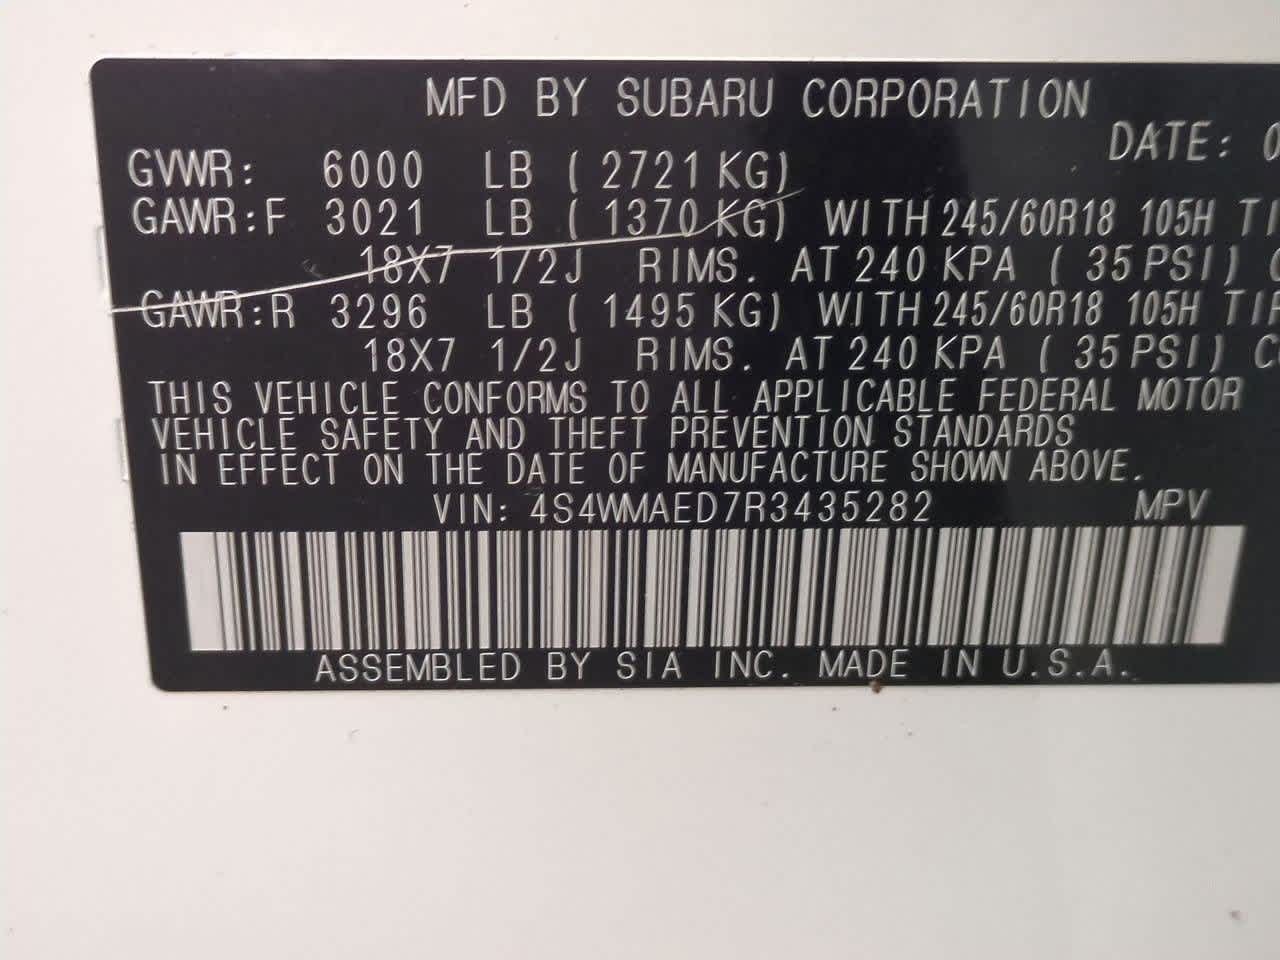 MFD BY SUBARU CORPORATION
DATE: 0
GVWR: 6000 LB ( 2721 KG)
GAWR:F 3021 LB ( 1370 KG) WITH 245/60R18 105H TI
18X7 1/2J RIMS. AT 240 KPA ( 35 PSI) C
GAWR:R 3296 LB ( 1495 KG) WITH 245/60R18 105H TIR
18X7 1/2J RIMS. AT 240 KPA ( 35 PSI) CO
THIS VEHICLE CONFORMS TO ALL APPLICABLE FEDERAL MOTOR
VEHICLE SAFETY AND THEFT PREVENTION STANDARDS
IN EFFECT ON THE DATE OF MANUFACTURE SHOWN ABOVE.
VIN: 4S4WMAED7R3435282 MPV
ASSEMBLED BY SIA INC. MADE IN U.S.A.